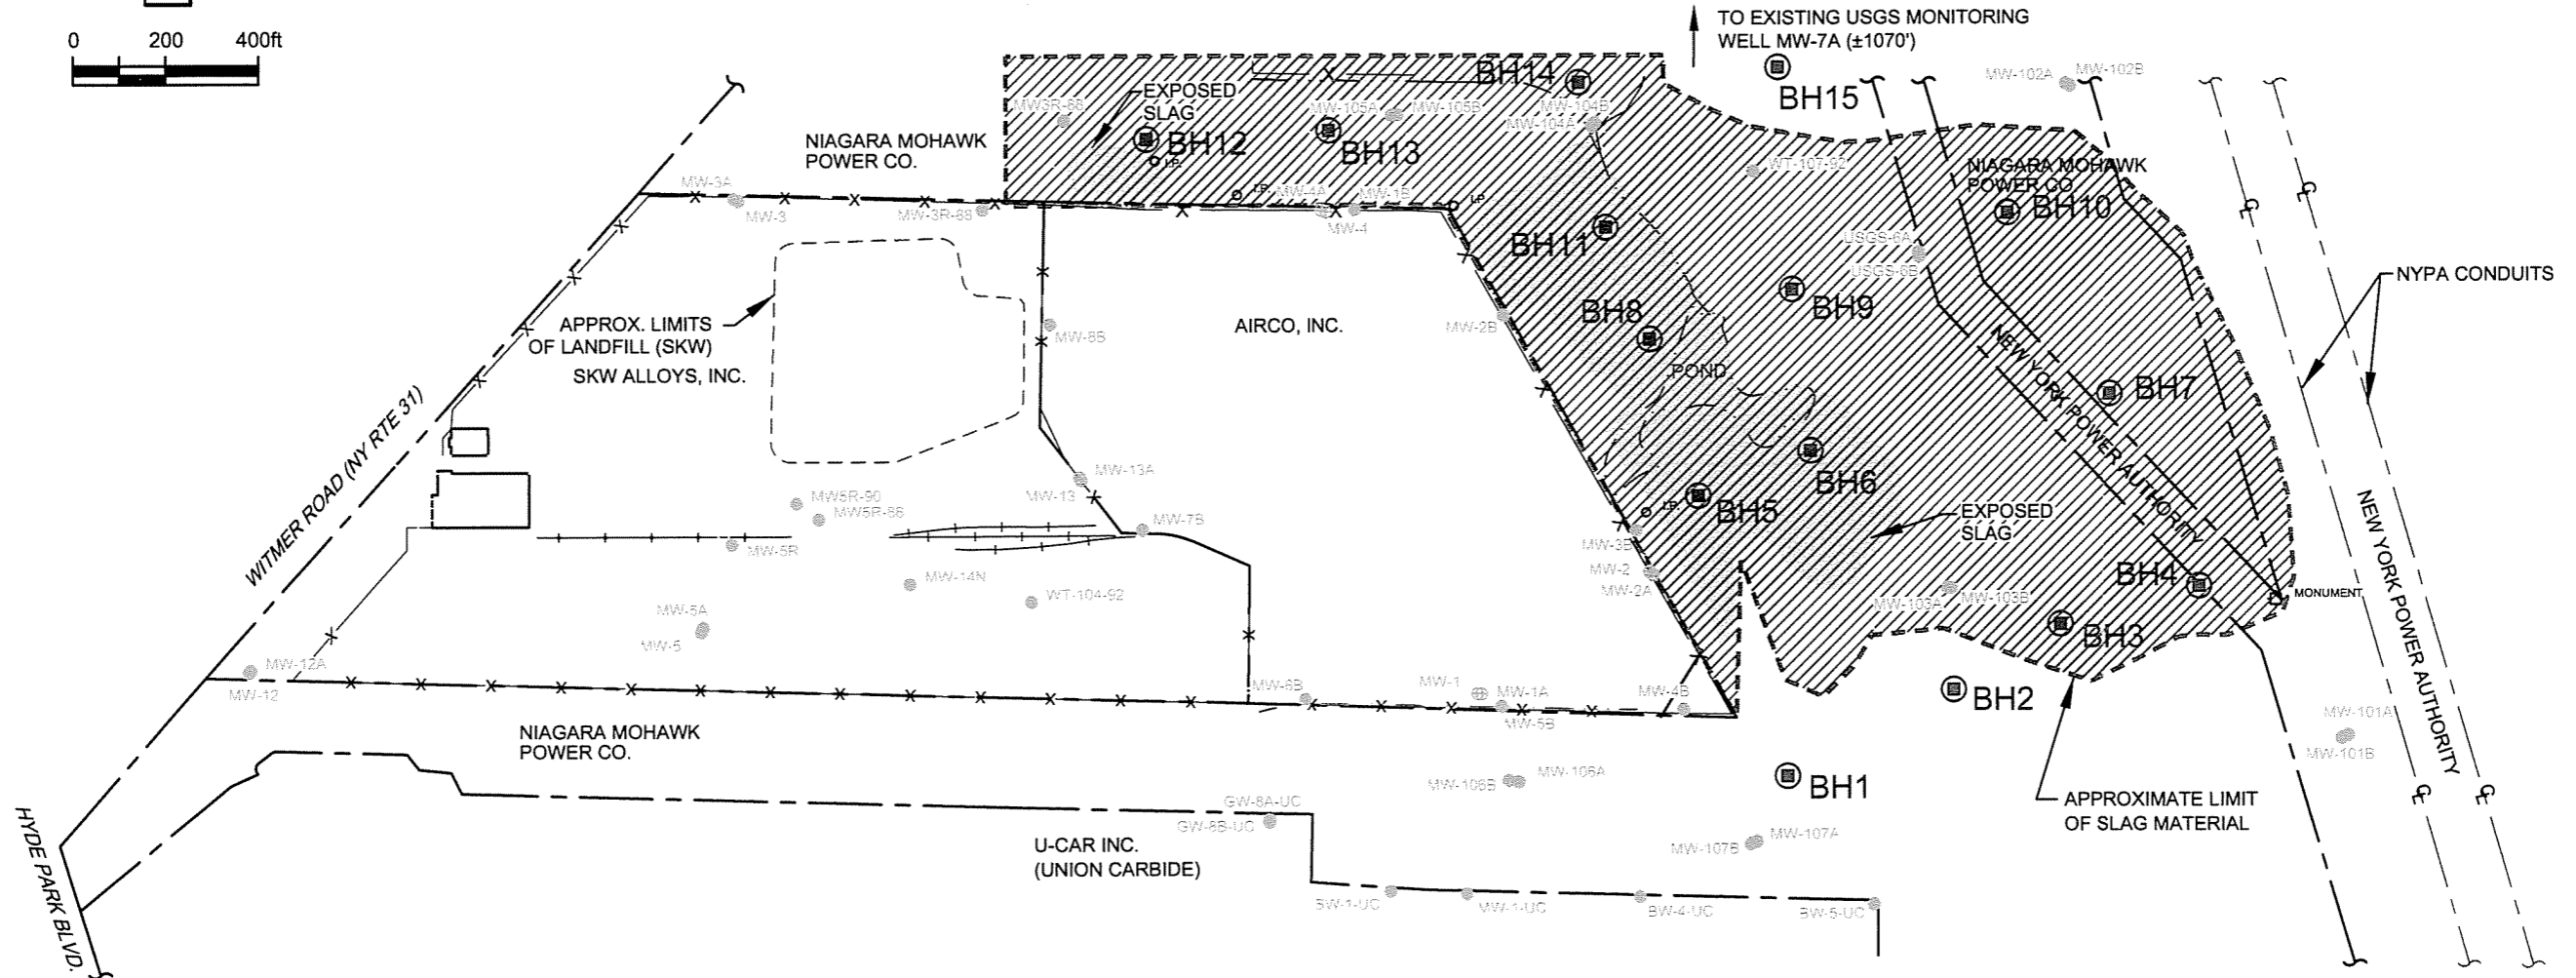 0 200 400ft
TO EXISTING USGS MONITORING
WELL MW-7A (±1070')
BH15
MW-102A
MW-102B
BH14
EXPOSED
SLAG
MW3R-88
MW-105A
MW-105B
MW-104B
MW-104A
BH12
I.P.
BH13
NIAGARA MOHAWK
POWER CO.
WT-107-92
NIAGARA MOHAWK
POWER CO.
BH10
MW-3A
MW-3
MW-3R-88
I.P.
MW-4A
MW-1B
MW-4
I.P.
BH11
USGS-6A
USGS-6B
NYPA CONDUITS
BH9
BH8
APPROX. LIMITS
OF LANDFILL (SKW)
SKW ALLOYS, INC.
MW-8B
AIRCO, INC.
MW-2B
POND
NEW YORK POWER AUTHORITY
BH7
WITMER ROAD (NY RTE 31)
BH6
MW-13A
MW-13
MW5R-90
MW5R-88
MW-7B
I.P.
BH5
EXPOSED
SLAG
MW-5R
MW-3B
MW-2
MW-2A
MW-14N
WT-104-92
MW-103A
MW-103B
BH4
MONUMENT
BH3
MW-5A
MW-5
MW-12A
MW-12
MW-6B
MW-1
MW-1A
MW-5B
MW-4B
BH2
NEW YORK POWER AUTHORITY
MW-101A
MW-101B
NIAGARA MOHAWK
POWER CO.
MW-106B
MW-106A
BH1
APPROXIMATE LIMIT
OF SLAG MATERIAL
GW-8A-UC
GW-8B-UC
U-CAR INC.
(UNION CARBIDE)
MW-107A
MW-107B
HYDE PARK BLVD.
MW-1-UC
BW-4-UC
BW-5-UC